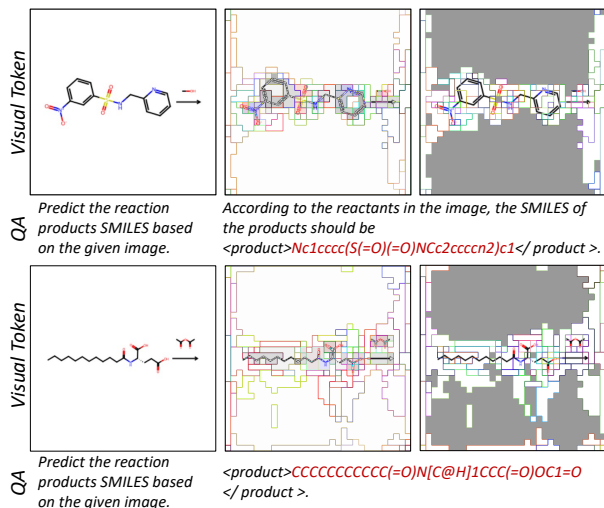 Visual Token
QA
Predict the reaction
products SMILES based
on the given image.
According to the reactants in the image, the SMILES of
the products should be
<product>Nc1cccc(S(=O)(=O)NCc2ccccn2)c1</ product >.
Visual Token
QA
Predict the reaction
products SMILES based
on the given image.
<product>CCCCCCCCCCC(=O)N[C@H]1CCC(=O)OC1=O
</ product >.